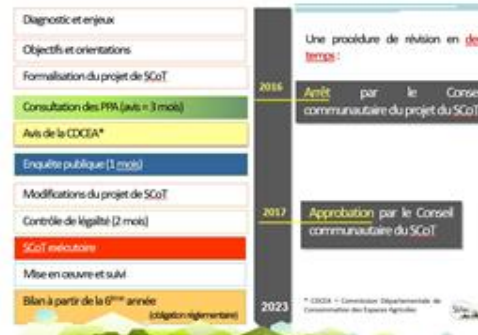 Diagnostic et enjeux
Objectifs et orientations
Formalisation du projet de SCoT
Consultation des PPA (avis = 3 mois)
Avis de la CDCEA*
Enquête publique (1 mois)
Modifications du projet de SCoT
Contrôle de légalité (2 mois)
SCoT exécutoire
Mise en œuvre et suivi
Bilan à partir de la 6ème année
(obligation réglementaire)
2016
2017
2023
Une procédure de révision en
temps :
Arrêt par le
communautaire du projet du SCoT
Approbation par le Conseil
communautaire du SCoT
* CDCEA = Commission Départementale de
Consommation des Espaces Agricoles